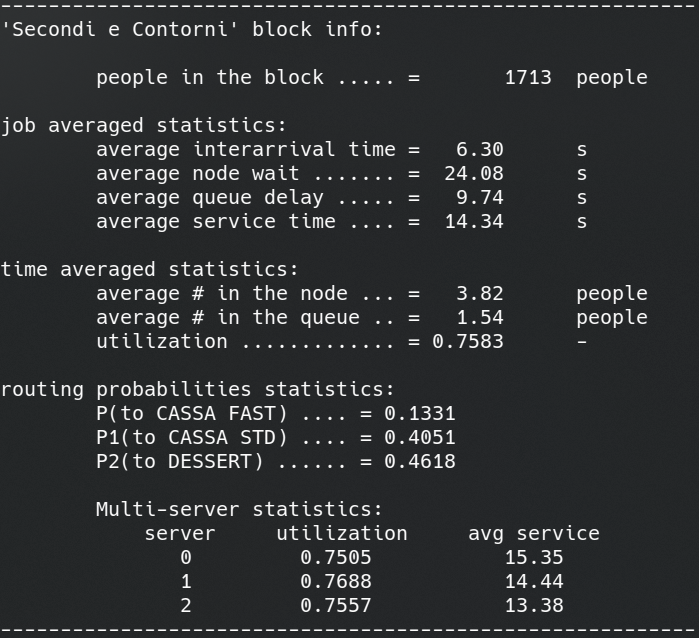 ----------------------------------------------------------
'Secondi e Contorni' block info:
people in the block ..... = 1713 people
job averaged statistics:
average interarrival time = 6.30 s
average node wait ....... = 24.08 s
average queue delay ..... = 9.74 s
average service time .... = 14.34 s
time averaged statistics:
average # in the node ... = 3.82 people
average # in the queue .. = 1.54 people
utilization ............. = 0.7583 -
routing probabilities statistics:
P(to CASSA FAST) .... = 0.1331
P1(to CASSA STD) .... = 0.4051
P2(to DESSERT) ...... = 0.4618
Multi-server statistics:
server utilization avg service
0 0.7505 15.35
1 0.7688 14.44
2 0.7557 13.38
----------------------------------------------------------